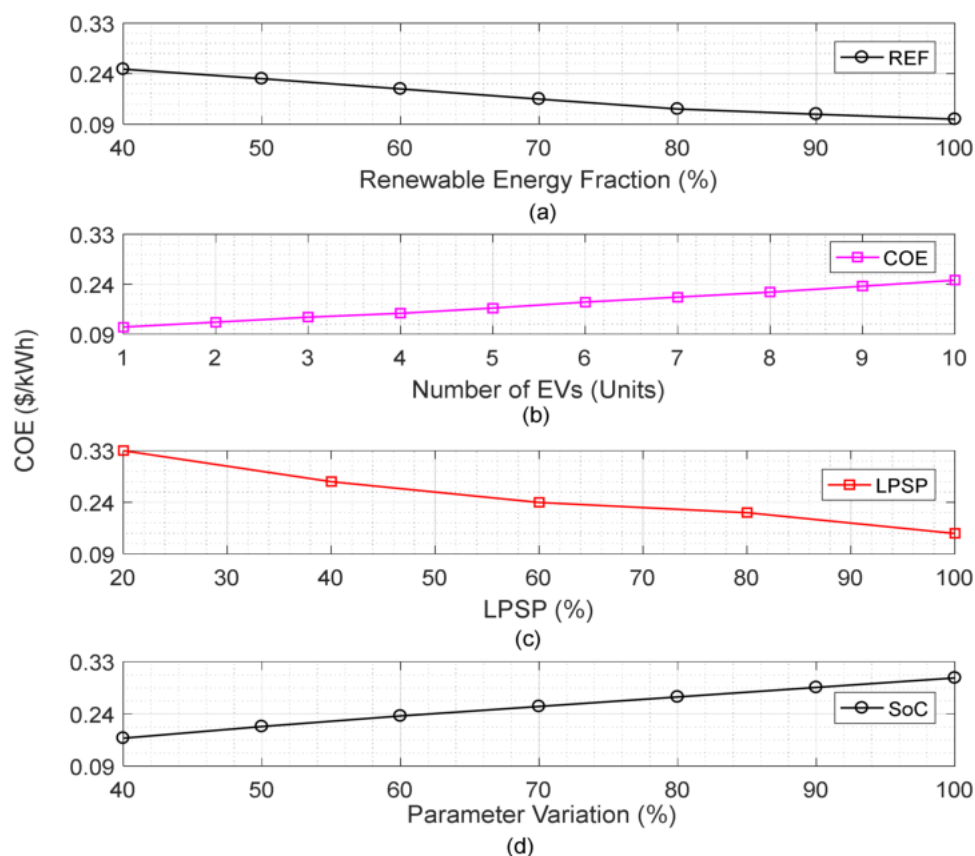 COE ($/kWh)
0.33
0.24
0.09
REF
40 50 60 70 80 90 100
Renewable Energy Fraction (%)
(a)
0.33
0.24
0.09
COE
1 2 3 4 5 6 7 8 9 10
Number of EVs (Units)
(b)
0.33
0.24
0.09
LPSP
20 30 40 50 60 70 80 90 100
LPSP (%)
(c)
0.33
0.24
0.09
SoC
40 50 60 70 80 90 100
Parameter Variation (%)
(d)